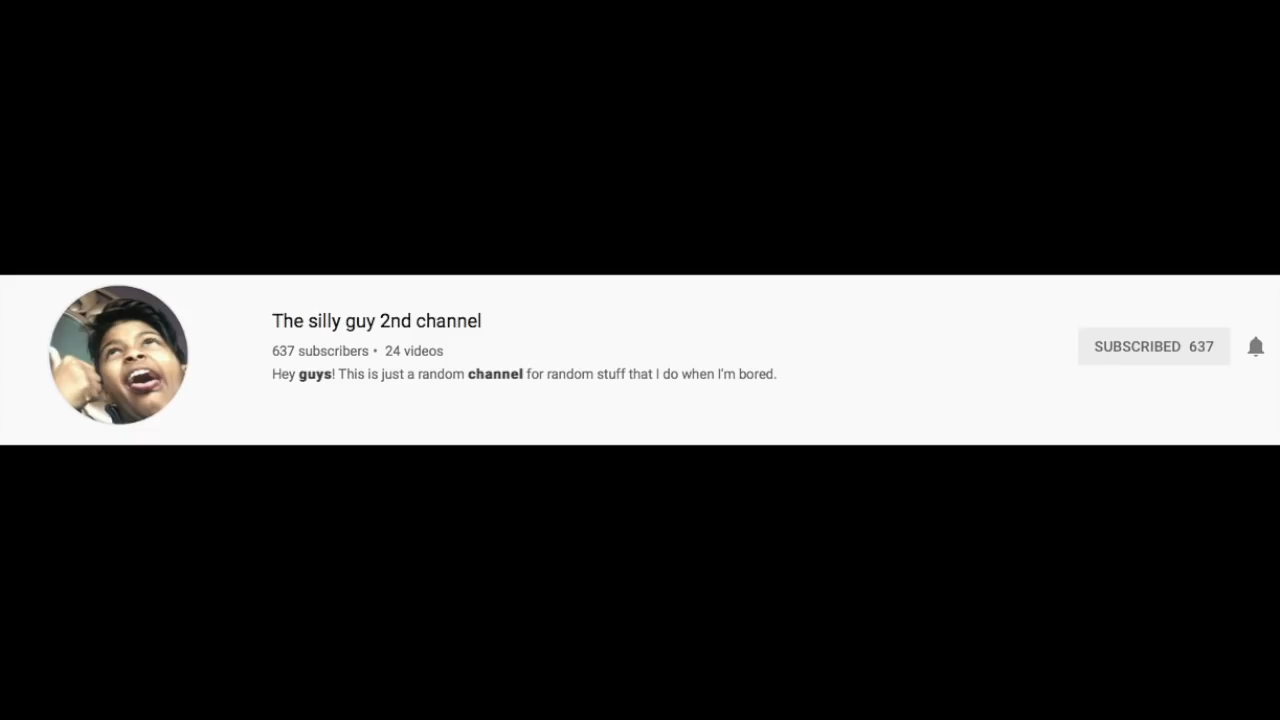 The silly guy 2nd channel
637 subscribers • 24 videos
Hey guys! This is just a random channel for random stuff that I do when I'm bored.
SUBSCRIBED 637